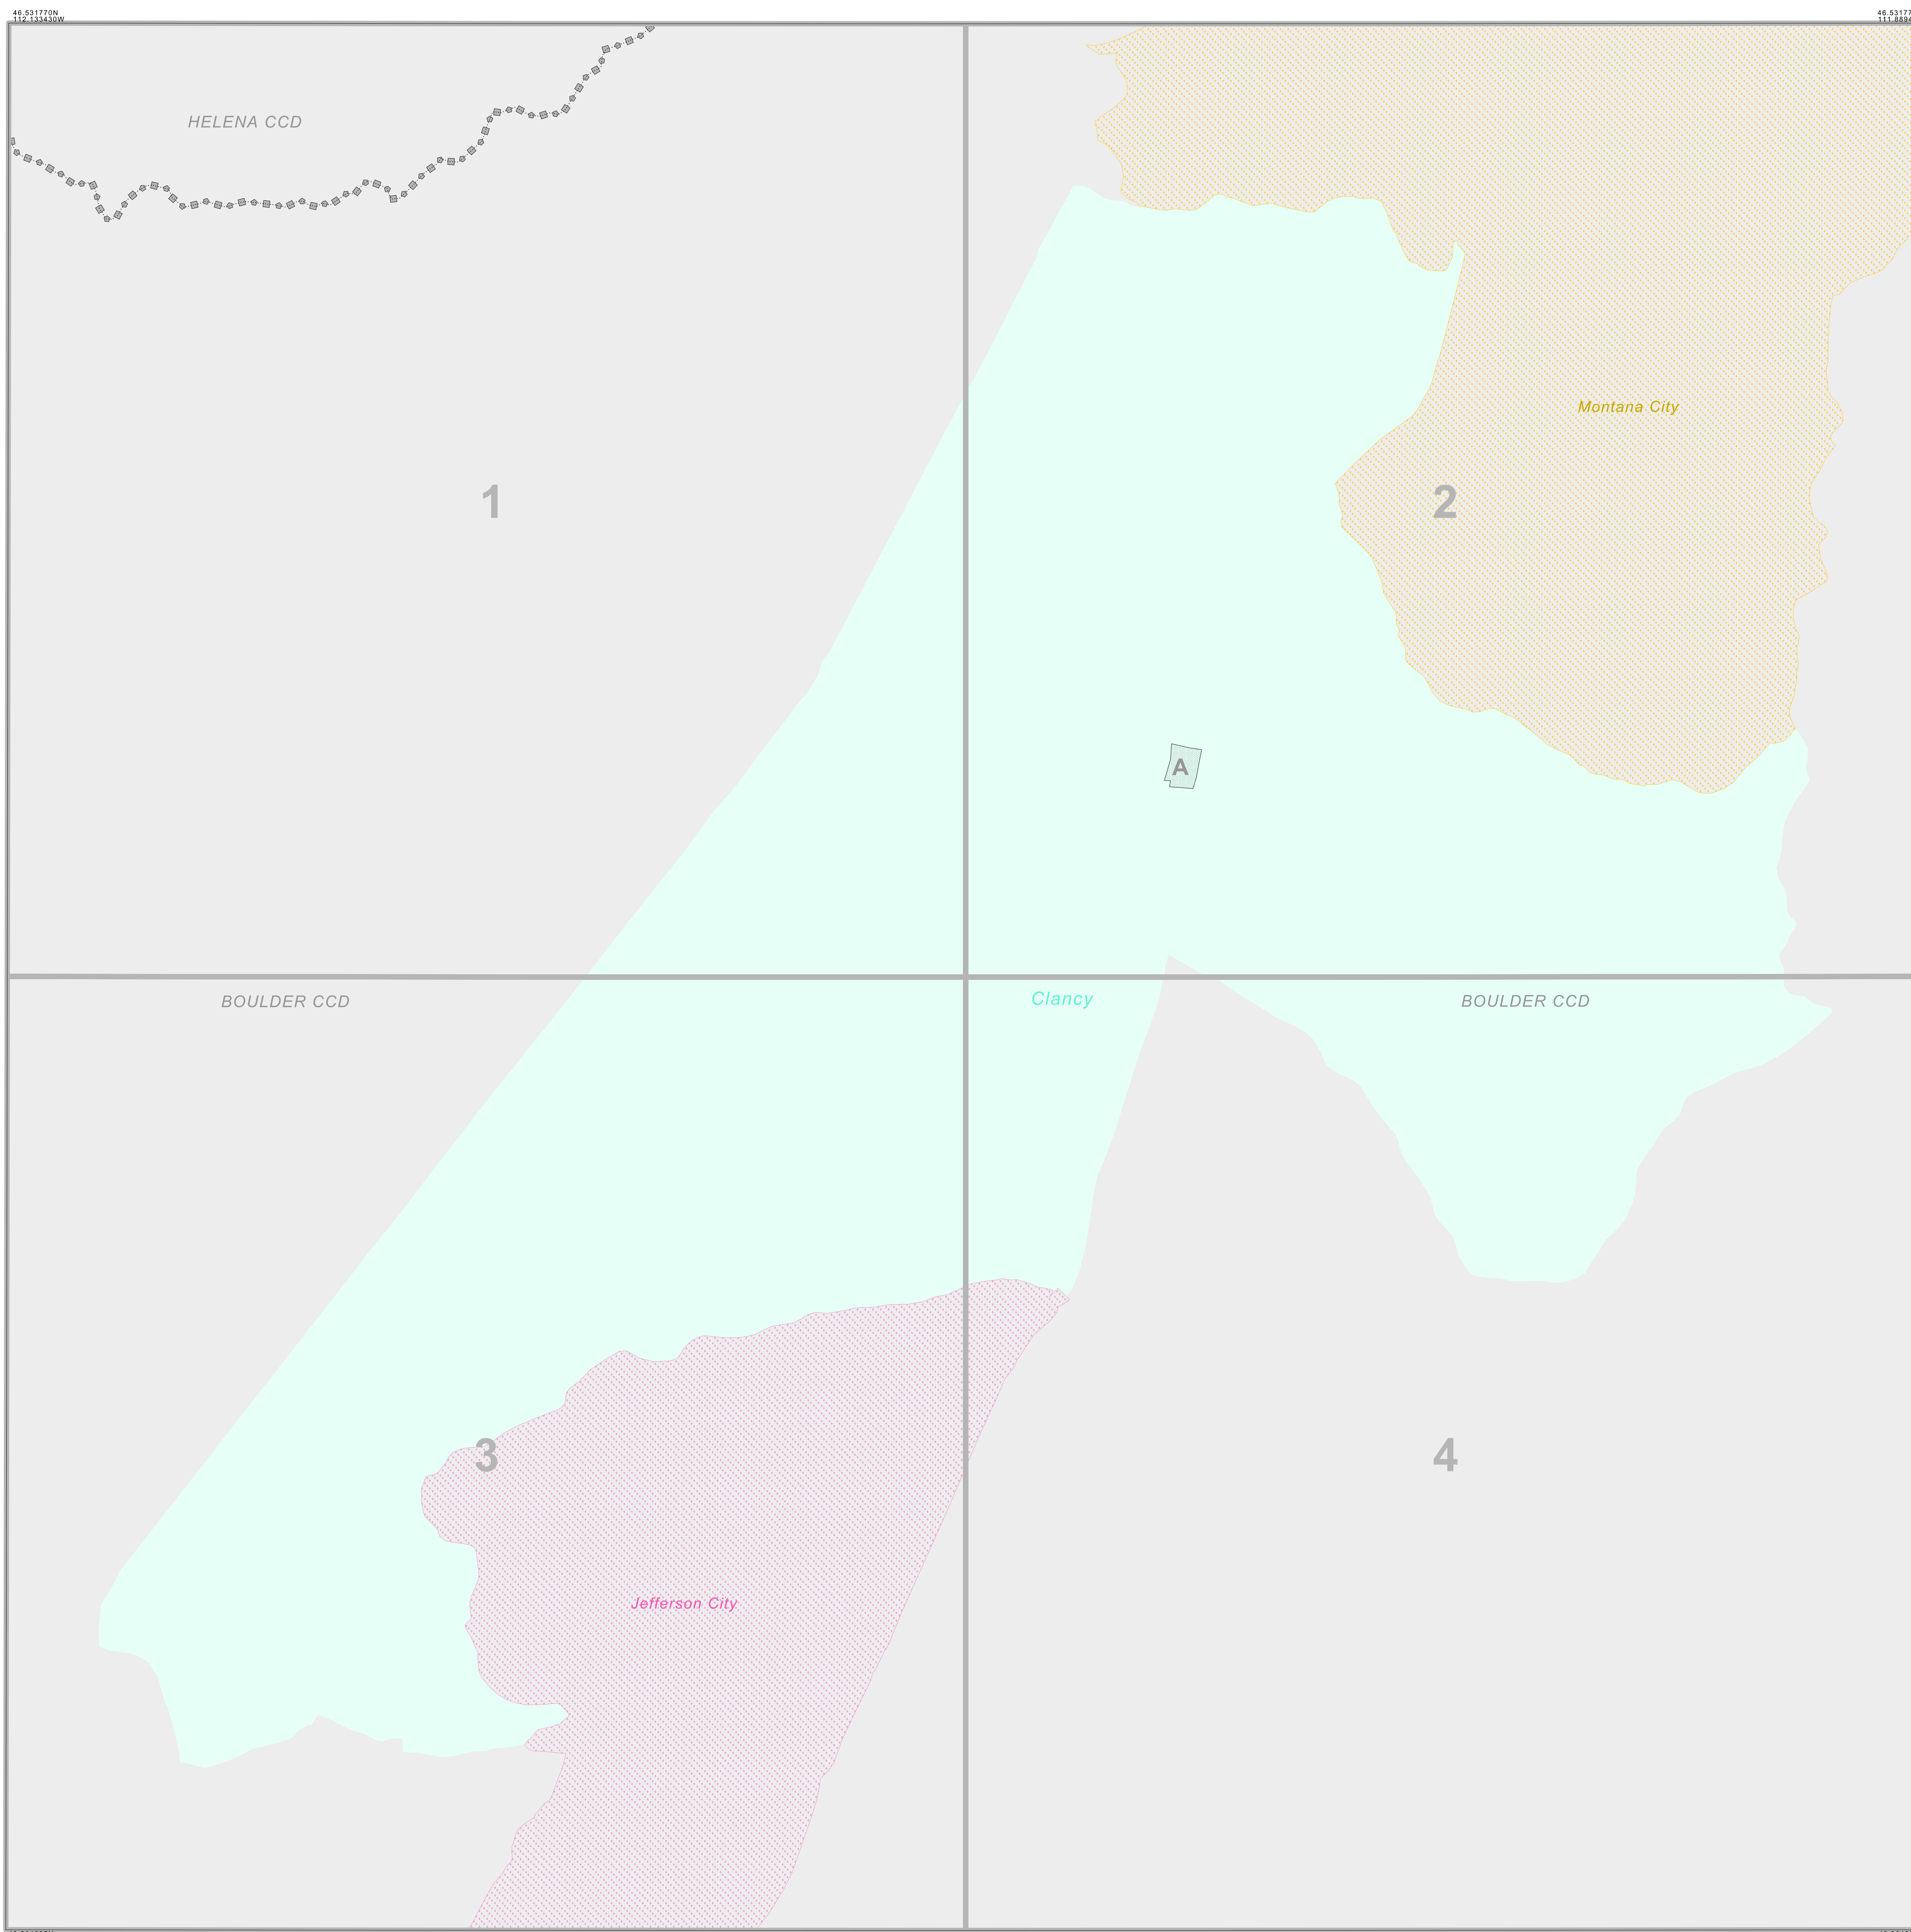 46.531770N
112.133430W
46.53177
111.8894
HELENA CCD
Montana City
1
2
A
BOULDER CCD
Clancy
BOULDER CCD
3
4
Jefferson City